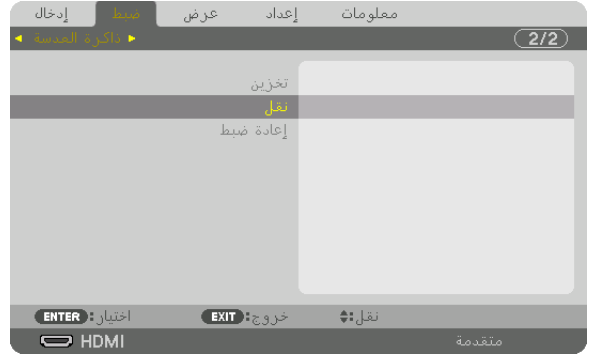 إدخال ضبط عرض إعداد معلومات
◄ ذاكرة العدسة ► 2/2
تخزين
نقل
إعادة ضبط
ENTER: اختيار EXIT: خروج نقل:
HDMI متقدمة